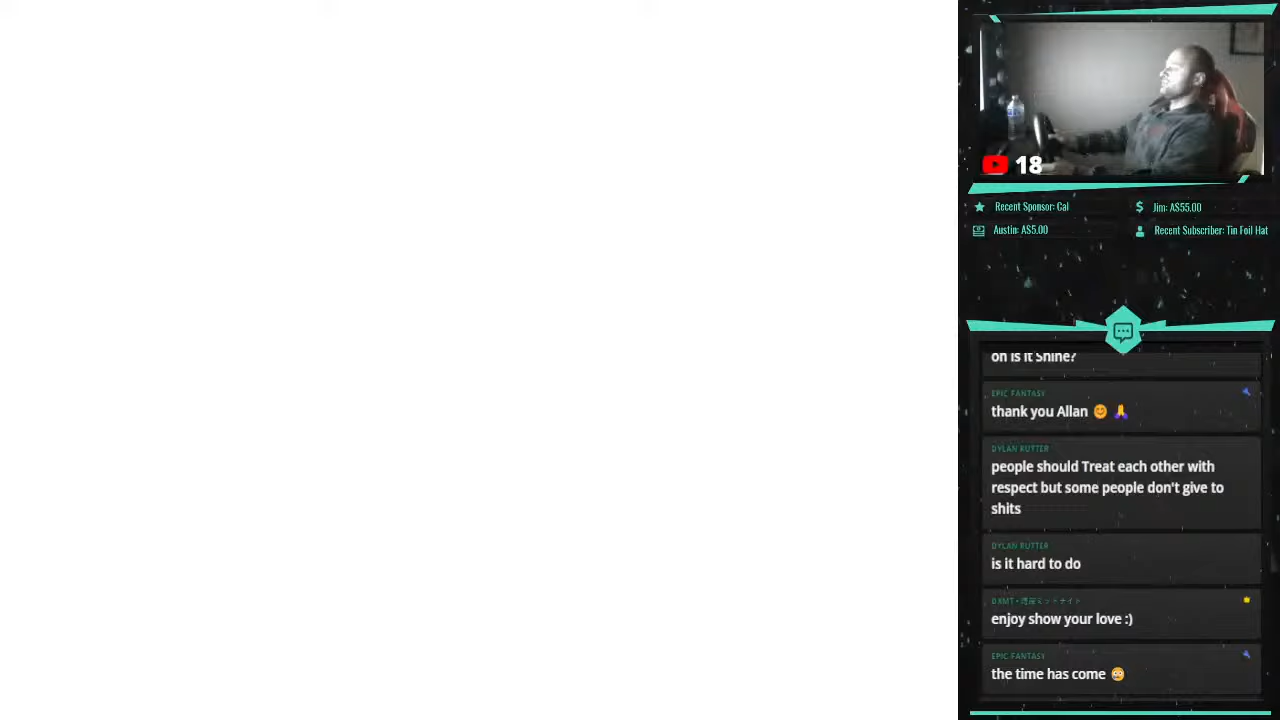 18
Recent Sponsor: Cal
Jim: A$55.00
Austin: A$5.00
Recent Subscriber: Tin Foil Hat
on is it Shine?
EPIC FANTASY
thank you Allan 😊 🙏
DYLAN RUTTER
people should Treat each other with
respect but some people don't give to
shits
DYLAN RUTTER
is it hard to do
enjoy show your love :)
EPIC FANTASY
the time has come 😳